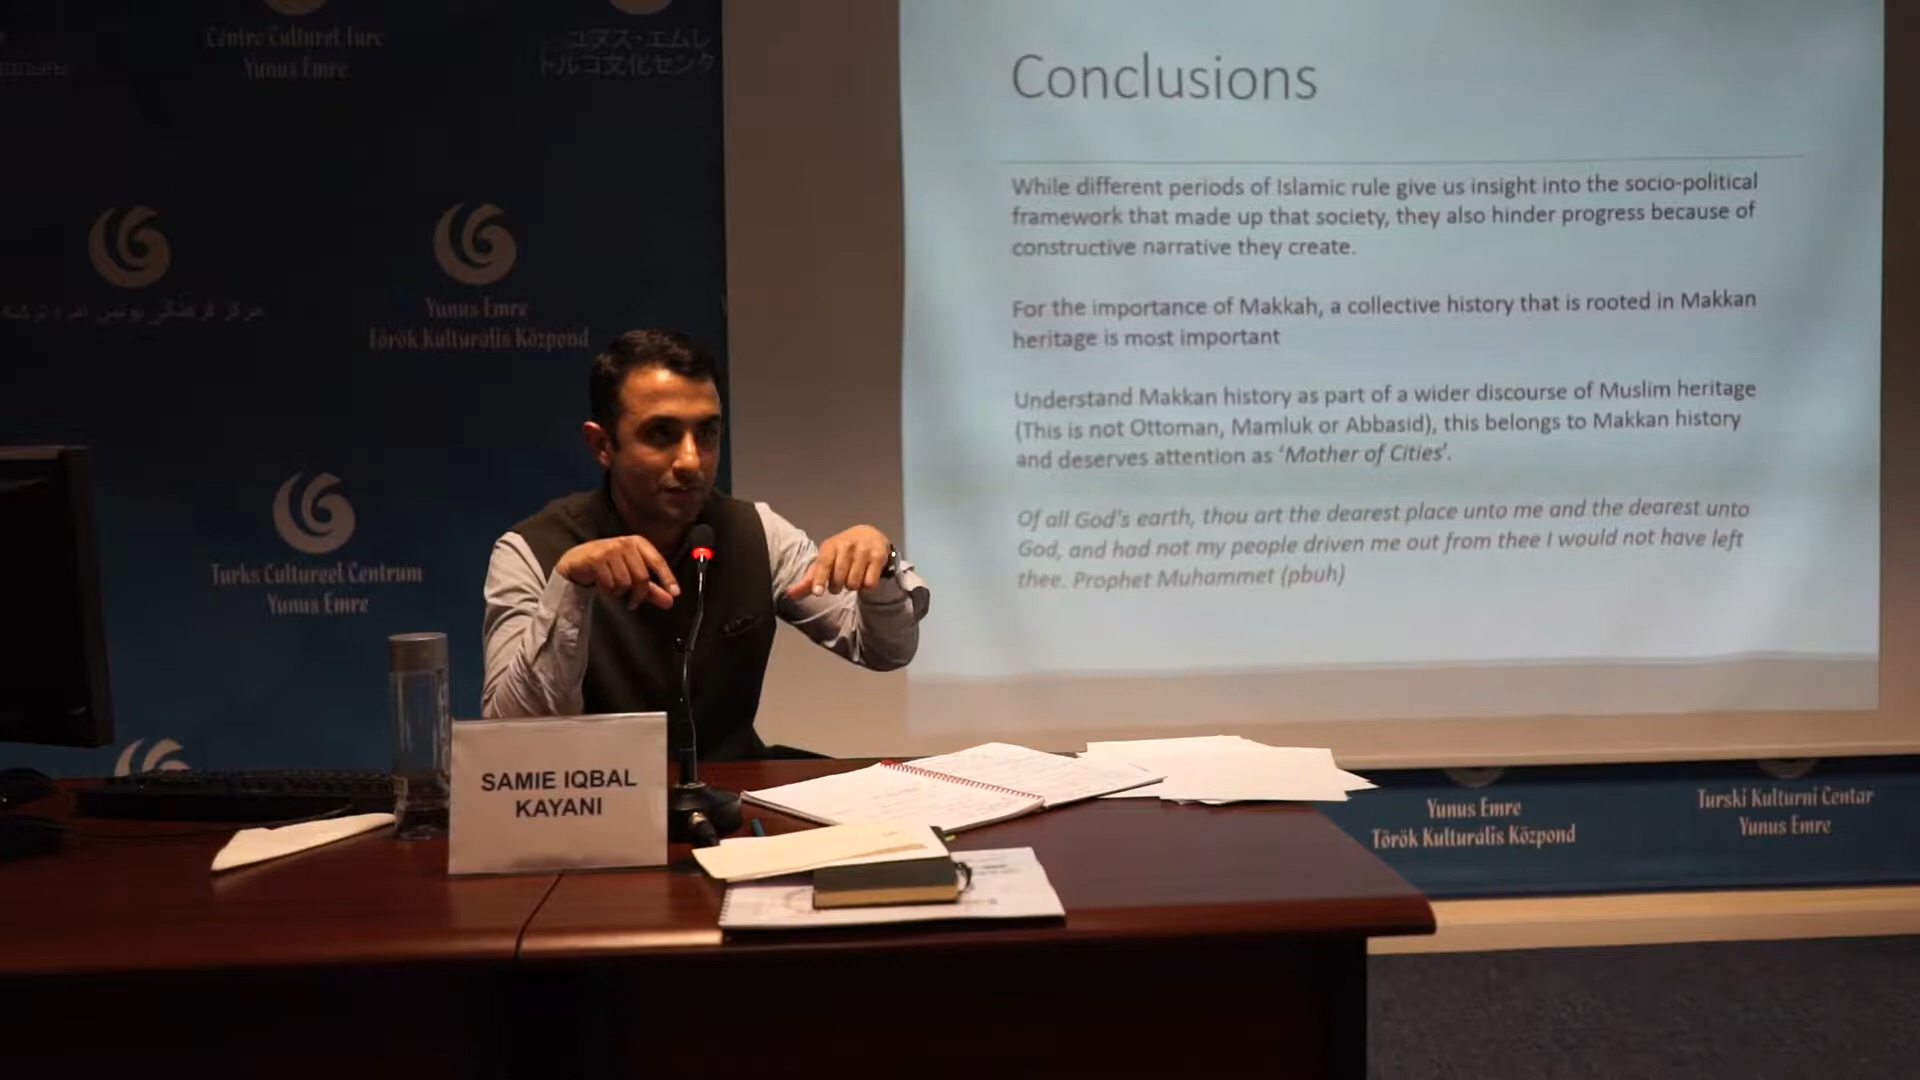 Centre Culturel Turc
Yunus Emre
ユヌス・エムレ
トルコ文化センタ
Yunus Emre
Török Kulturális Központ
Turks Cultureel Centrum
Yunus Emre
Conclusions
While different periods of Islamic rule give us insight into the socio-political
framework that made up that society, they also hinder progress because of
constructive narrative they create.
For the importance of Makkah, a collective history that is rooted in Makkan
heritage is most important
Understand Makkan history as part of a wider discourse of Muslim heritage
(This is not Ottoman, Mamluk or Abbasid), this belongs to Makkan history
and deserves attention as ‘Mother of Cities’.
Of all God's earth, thou art the dearest place unto me and the dearest unto
God, and had not my people driven me out from thee I would not have left
thee. Prophet Muhammet (pbuh)
SAMIE IQBAL
KAYANI
Yunus Emre
Török Kulturális Központ
Turski Kulturni Centar
Yunus Emre